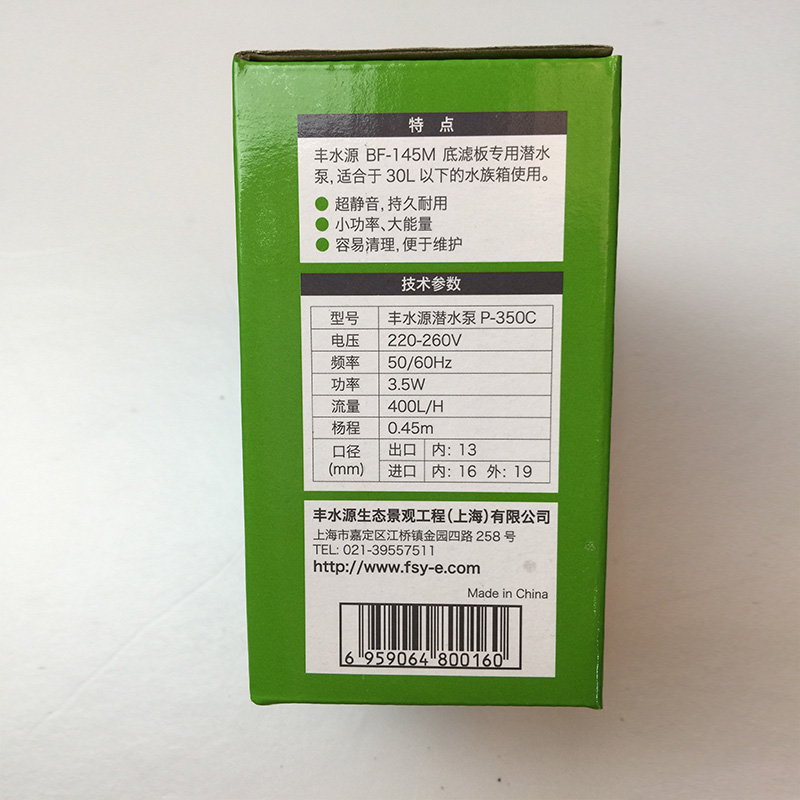 特 点
丰水源 BF-145M 底滤板专用潜水
泵,适合于 30L 以下的水族箱使用。
● 超静音,持久耐用
● 小功率、大能量
● 容易清理,便于维护
技术参数
型号 丰水源潜水泵 P-350C
电压 220-260V
频率 50/60Hz
功率 3.5W
流量 400L/H
杨程 0.45m
口径 (mm) 出口 内: 13
进口 内: 16 外: 19
丰水源生态景观工程(上海)有限公司
上海市嘉定区江桥镇金园四路 258 号
TEL: 021-39557511
http://www.fsy-e.com
Made in China
6 959064 800160